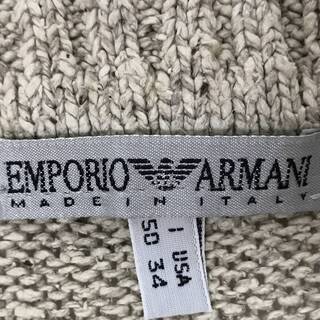 EMPORIO ARMANI
MADE IN ITALY
I USA
50 34